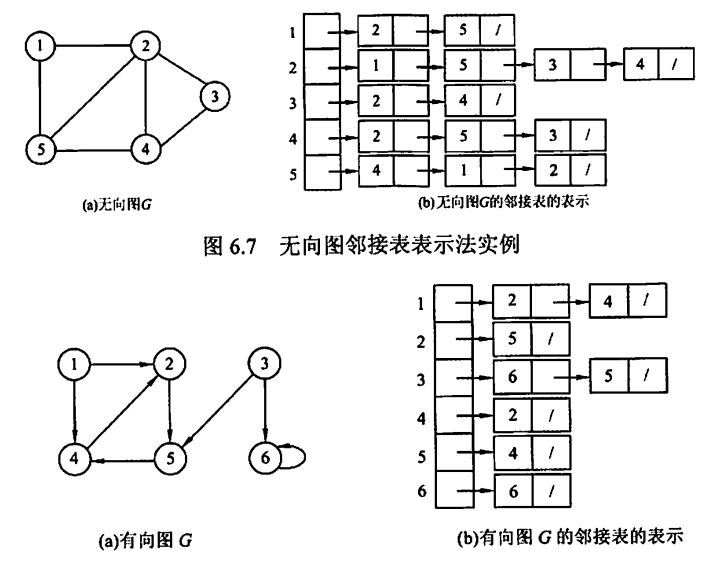 1 2
3
5 4
(a)无向图G
1 2 5 /
2 1 5 3 4 /
3 2 4 /
4 2 5 3 /
5 4 1 2 /
(b)无向图G的邻接表的表示
图 6.7 无向图邻接表表示法实例
1 2 3
4 5 6
(a)有向图 G
1 2 4 /
2 5 /
3 6 5 /
4 2 /
5 4 /
6 6 /
(b)有向图 G 的邻接表的表示